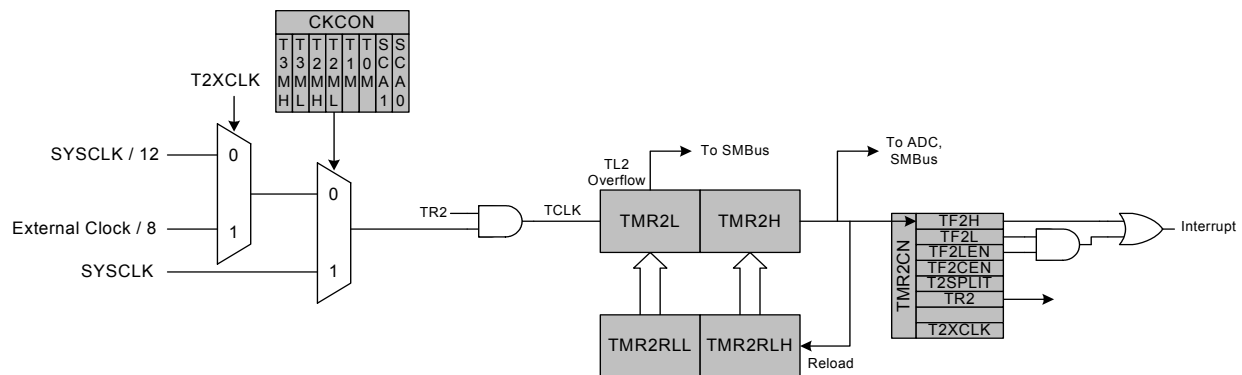 CKCON
T3MH
T3ML
T2MH
T2ML
T1M
T0M
SCA1
SCA0
T2XCLK
SYSCLK / 12
0
External Clock / 8
1
SYSCLK
0
1
TR2
TCLK
TL2
Overflow
To SMBus
TMR2L
TMR2H
To ADC,
SMBus
TMR2RLL
TMR2RLH
Reload
TMR2CN
TF2H
TF2L
TF2LEN
TF2CEN
T2SPLIT
TR2
T2XCLK
Interrupt